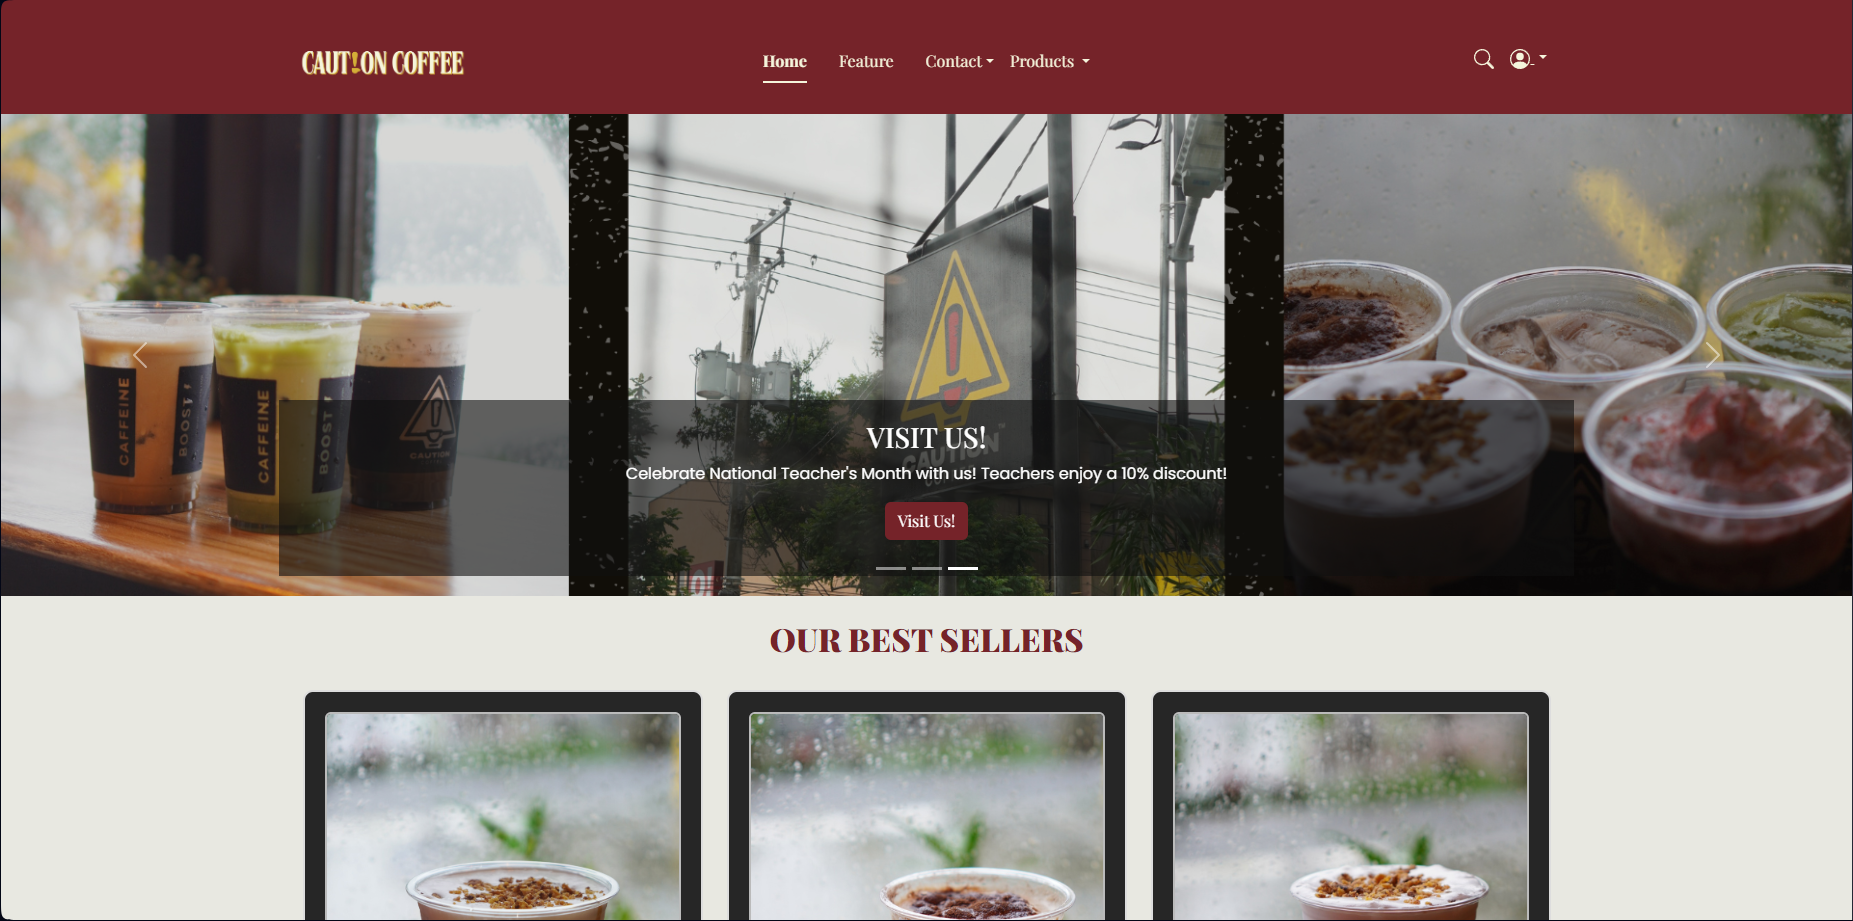 CAUT!ON COFFEE
Home Feature Contact Products
CAFFEINE
BOOST
CAFFEINE
BOOST
CAUTION
CAUTION
VISIT US!
Celebrate National Teacher's Month with us! Teachers enjoy a 10% discount!
Visit Us!
OUR BEST SELLERS